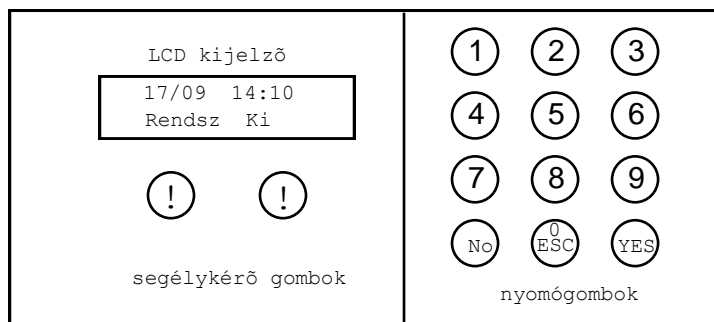 LCD kijelzõ
17/09 14:10
Rendsz Ki
! !
segélykérõ gombok
1 2 3
4 5 6
7 8 9
No 0 ESC YES
nyomógombok